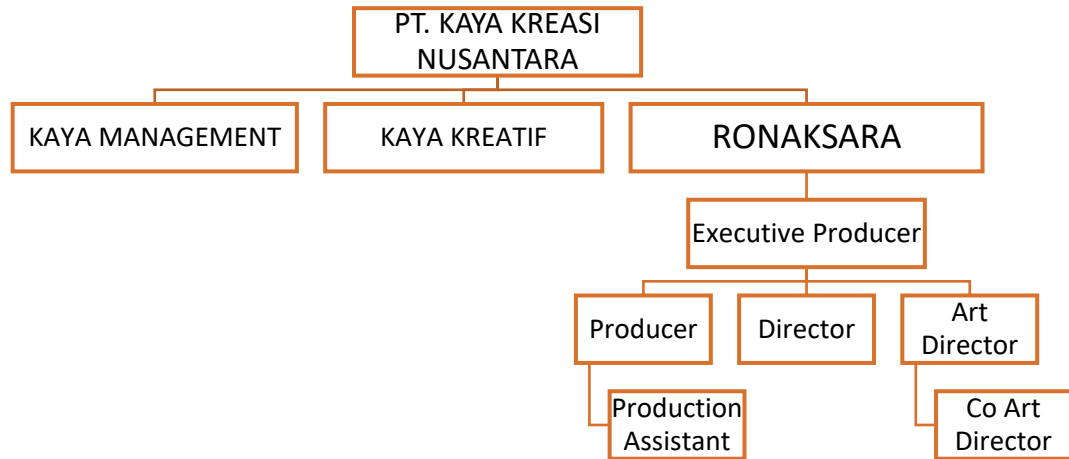 PT. KAYA KREASI
NUSANTARA
KAYA MANAGEMENT
KAYA KREATIF
RONAKSARA
Executive Producer
Producer
Director
Art
Director
Production
Assistant
Co Art
Director